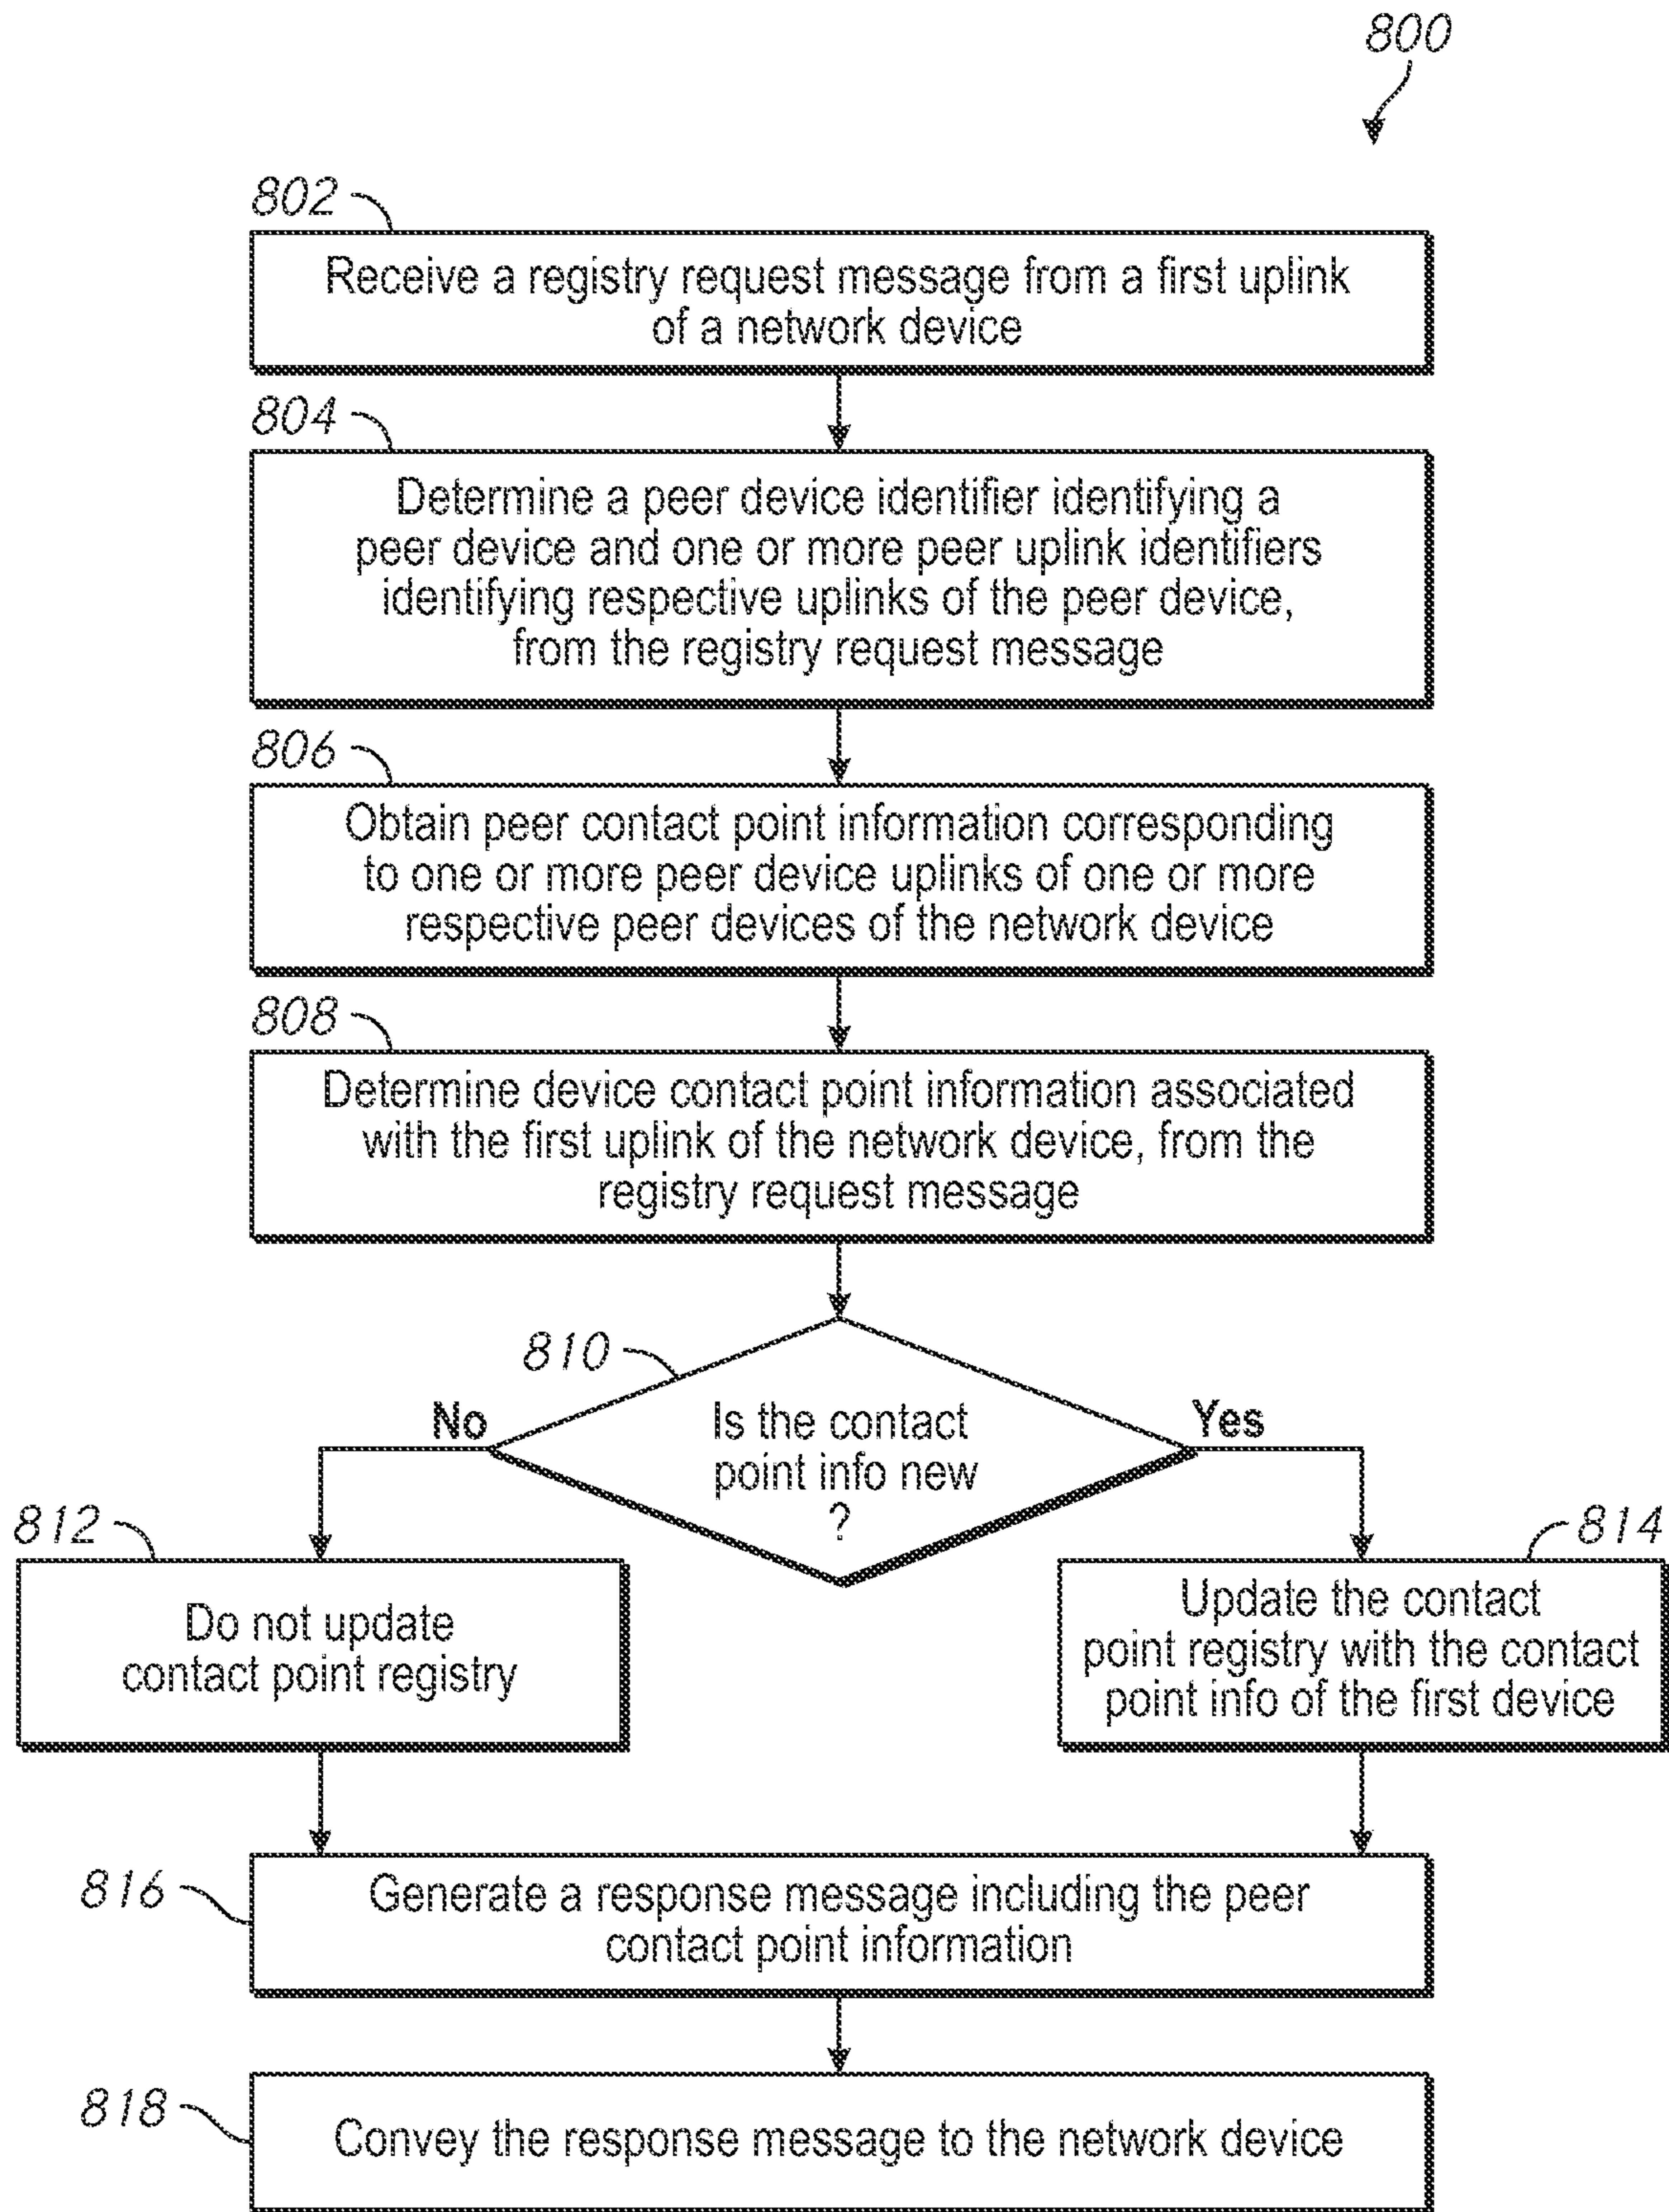 800
802
Receive a registry request message from a first uplink
of a network device
804
Determine a peer device identifier identifying a
peer device and one or more peer uplink identifiers
identifying respective uplinks of the peer device,
from the registry request message
806
Obtain peer contact point information corresponding
to one or more peer device uplinks of one or more
respective peer devices of the network device
808
Determine device contact point information associated
with the first uplink of the network device, from the
registry request message
810
No
Is the contact
point info new
?
Yes
812
Do not update
contact point registry
814
Update the contact
point registry with the contact
point info of the first device
816
Generate a response message including the peer
contact point information
818
Convey the response message to the network device